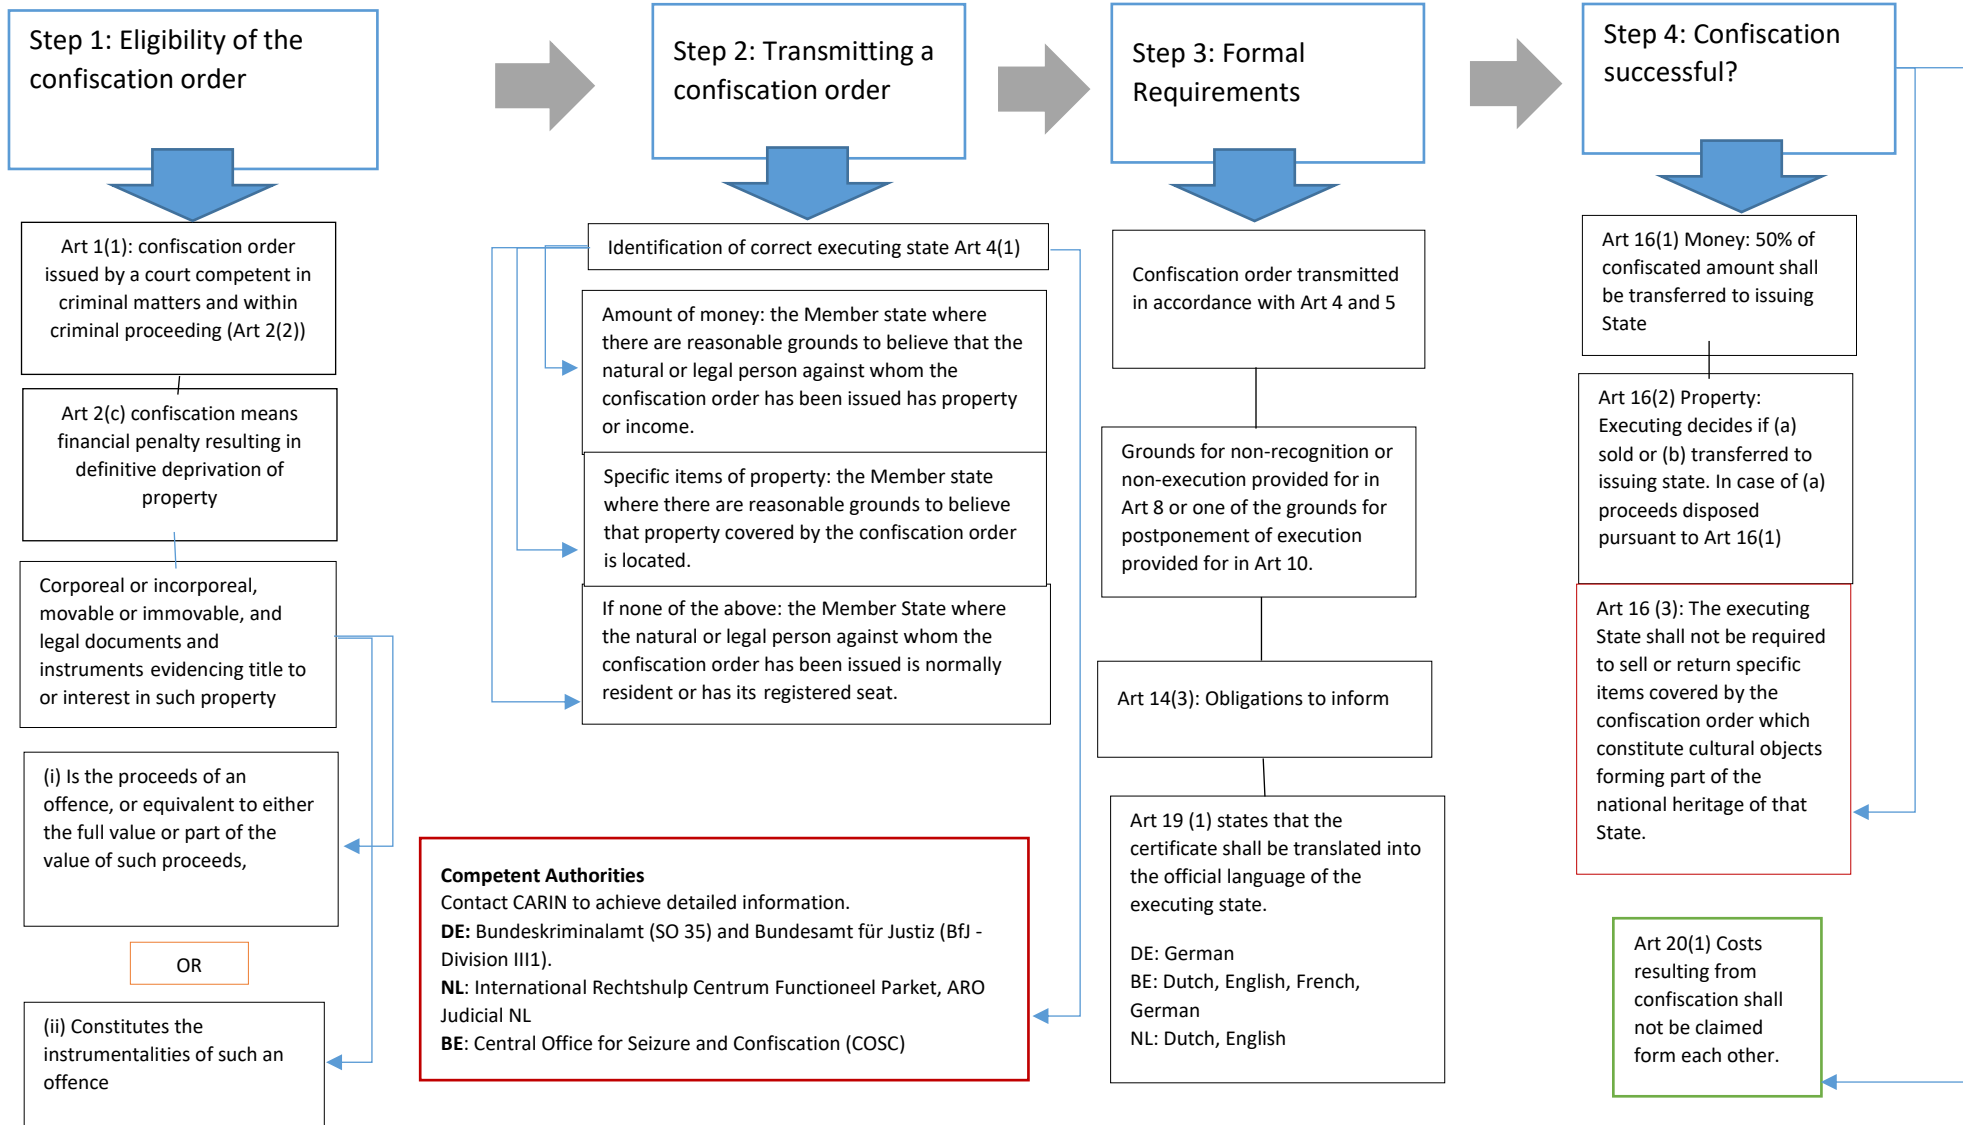 Step 1: Eligibility of the
confiscation order
Art 1(1): confiscation order
issued by a court competent in
criminal matters and within
criminal proceeding (Art 2(2))
Art 2(c) confiscation means
financial penalty resulting in
definitive deprivation of
property
Corporeal or incorporeal,
movable or immovable, and
legal documents and
instruments evidencing title to
or interest in such property
(i) Is the proceeds of an
offence, or equivalent to either
the full value or part of the
value of such proceeds,
OR
(ii) Constitutes the
instrumentalities of such an
offence
Step 2: Transmitting a
confiscation order
Identification of correct executing state Art 4(1)
Amount of money: the Member state where
there are reasonable grounds to believe that the
natural or legal person against whom the
confiscation order has been issued has property
or income.
Specific items of property: the Member state
where there are reasonable grounds to believe
that property covered by the confiscation order
is located.
If none of the above: the Member State where
the natural or legal person against whom the
confiscation order has been issued is normally
resident or has its registered seat.
Competent Authorities
Contact CARIN to achieve detailed information.
DE: Bundeskriminalamt (SO 35) and Bundesamt für Justiz (BfJ -
Division III1).
NL: International Rechtshulp Centrum Functioneel Parket, ARO
Judicial NL
BE: Central Office for Seizure and Confiscation (COSC)
Step 3: Formal
Requirements
Confiscation order transmitted
in accordance with Art 4 and 5
Grounds for non-recognition or
non-execution provided for in
Art 8 or one of the grounds for
postponement of execution
provided for in Art 10.
Art 14(3): Obligations to inform
Art 19 (1) states that the
certificate shall be translated into
the official language of the
executing state.
DE: German
BE: Dutch, English, French,
German
NL: Dutch, English
Step 4: Confiscation
successful?
Art 16(1) Money: 50% of
confiscated amount shall
be transferred to issuing
State
Art 16(2) Property:
Executing decides if (a)
sold or (b) transferred to
issuing state. In case of (a)
proceeds disposed
pursuant to Art 16(1)
Art 16 (3): The executing
State shall not be required
to sell or return specific
items covered by the
confiscation order which
constitute cultural objects
forming part of the
national heritage of that
State.
Art 20(1) Costs
resulting from
confiscation shall
not be claimed
form each other.